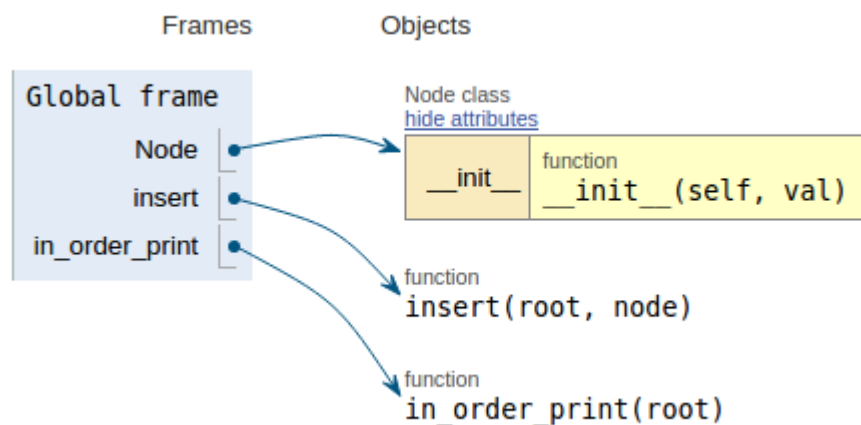 Frames Objects
Global frame
Node
insert
in_order_print
Node class
hide attributes
__init__
function
__init__(self, val)
function
insert(root, node)
function
in_order_print(root)